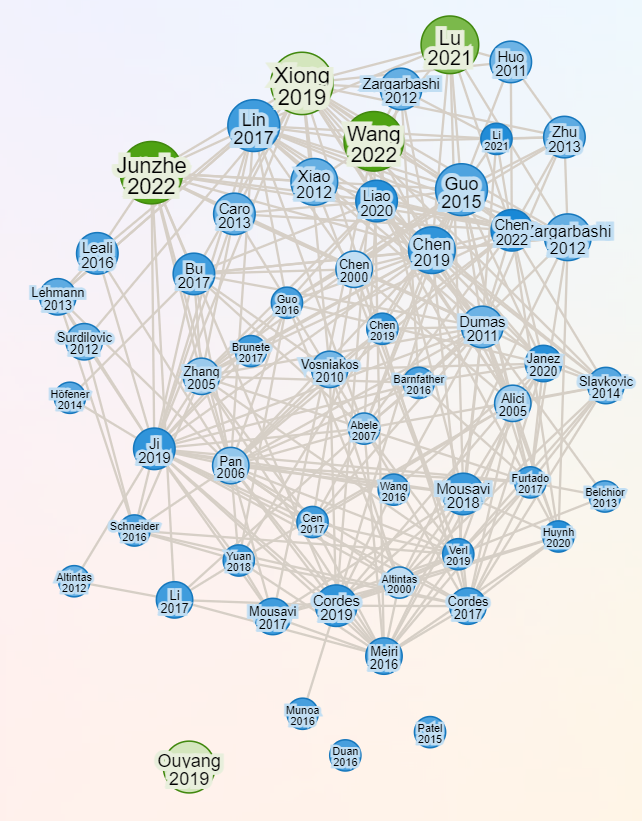 Lu
2021
Huo
2011
Xiong
2019
Zargarbashi
2012
Lin
2017
Wang
2022
Li
2021
Zhu
2013
Junzhe
2022
Xiao
2012
Liao
2020
Guo
2015
Caro
2013
Chen
2022
Zargarbashi
2012
Leali
2016
Chen
2019
Bu
2017
Chen
2000
Lehmann
2013
Guo
2016
Surdilovic
2012
Chen
2019
Dumas
2011
Brunete
2017
Zhang
2005
Vosniakos
2010
Barnfather
2016
Janez
2020
Slavkovic
2014
Höfener
2014
Alici
2005
Abele
2007
Ji
2019
Pan
2006
Wang
2016
Mousavi
2018
Furtado
2017
Belchior
2013
Schneider
2016
Cen
2017
Huynh
2020
Yuan
2018
Verl
2019
Altintas
2012
Altintas
2000
Li
2017
Mousavi
2017
Cordes
2019
Cordes
2017
Meiri
2016
Munoa
2016
Patel
2015
Duan
2016
Ouyang
2019